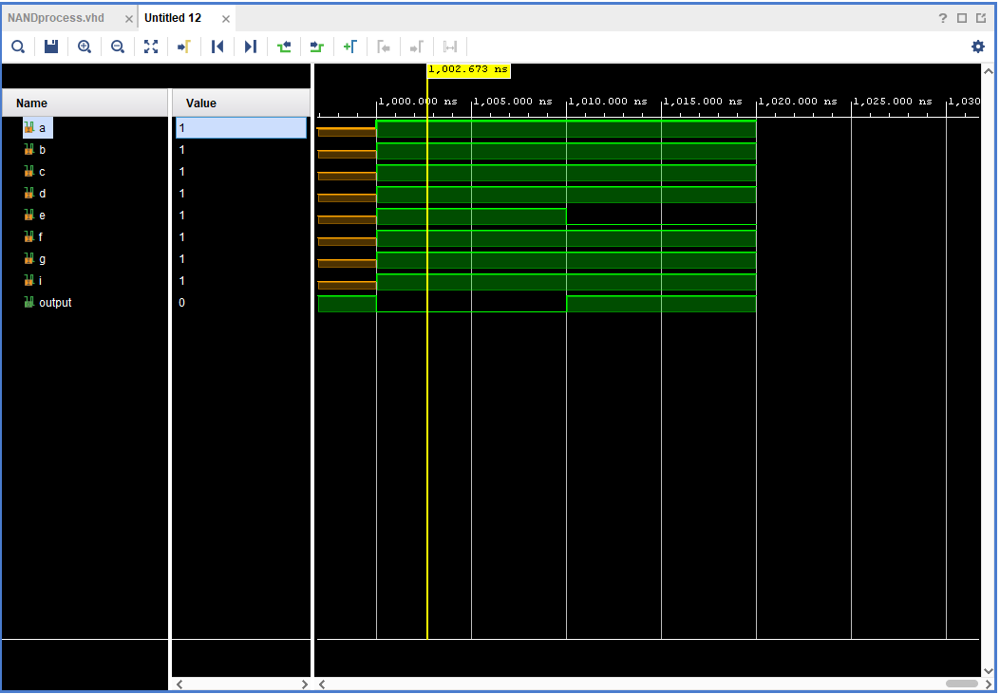 NANDprocess.vhd
Untitled 12
?
1,002.673 ns
Name
Value
1,000.000 ns
1,005.000 ns
1,010.000 ns
1,015.000 ns
1,020.000 ns
1,025.000 ns
1,030
a 1
b 1
c 1
d 1
e 1
f 1
g 1
i 1
output 0